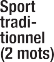 Sport
tradi-
tionnel
(2 mots)